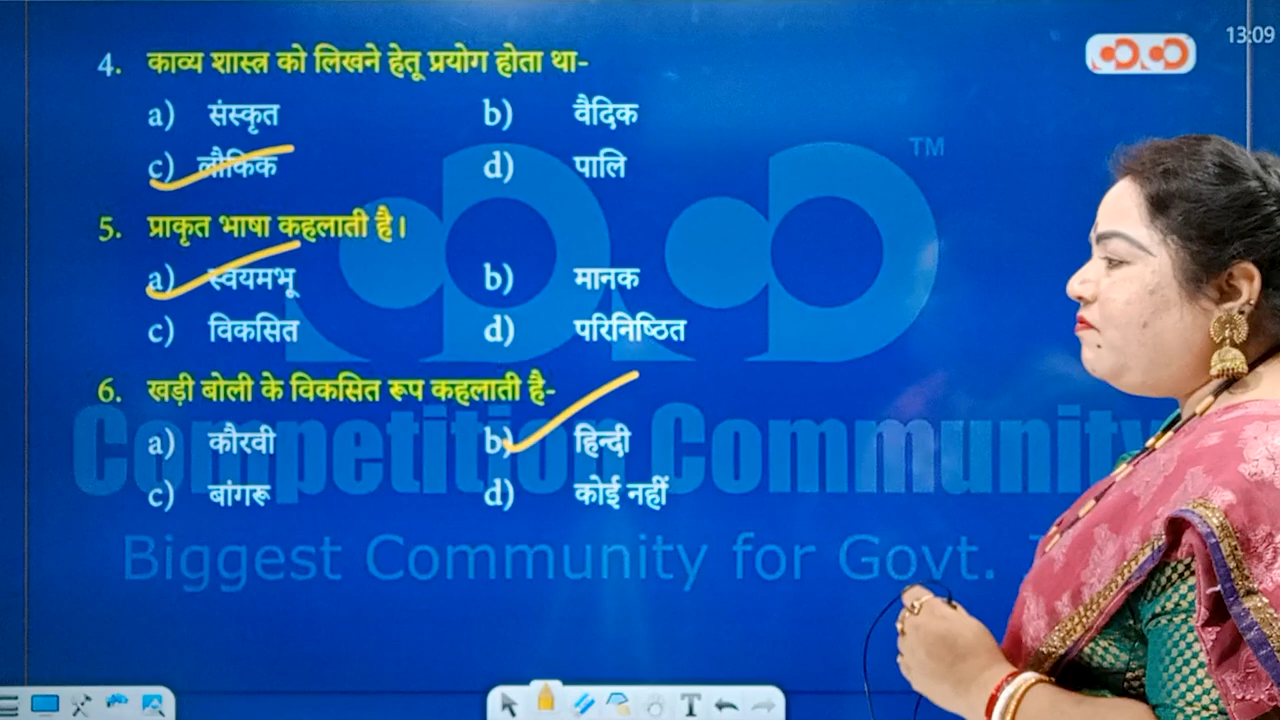 13:09
4. काव्य शास्त्र को लिखने हेतू प्रयोग होता था-
a) संस्कृत b) वैदिक
c) लौकिक d) पालि
TM
5. प्राकृत भाषा कहलाती है।
a) स्वयमभू b) मानक
c) विकसित d) परिनिष्ठित
6. खड़ी बोली के विकसित रूप कहलाती है-
a) कौरवी b) हिन्दी
Competition Community
c) बांगरू d) कोई नहीं
Biggest Community for Govt.
T